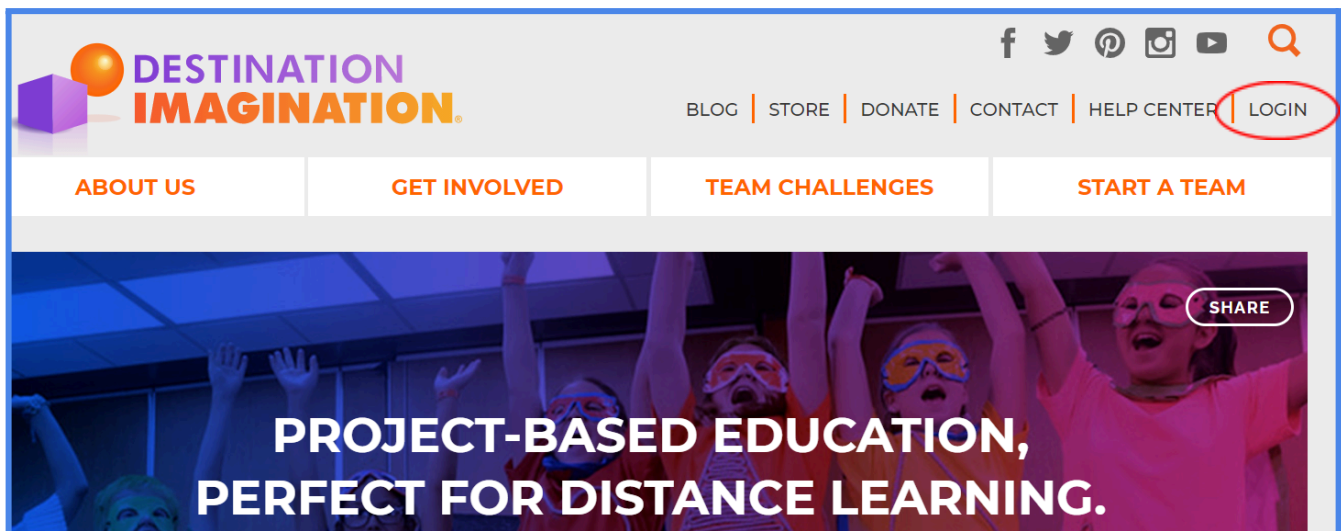 DESTINATION
IMAGINATION.
BLOG | STORE | DONATE | CONTACT | HELP CENTER | LOGIN
ABOUT US GET INVOLVED TEAM CHALLENGES START A TEAM
SHARE
PROJECT-BASED EDUCATION,
PERFECT FOR DISTANCE LEARNING.